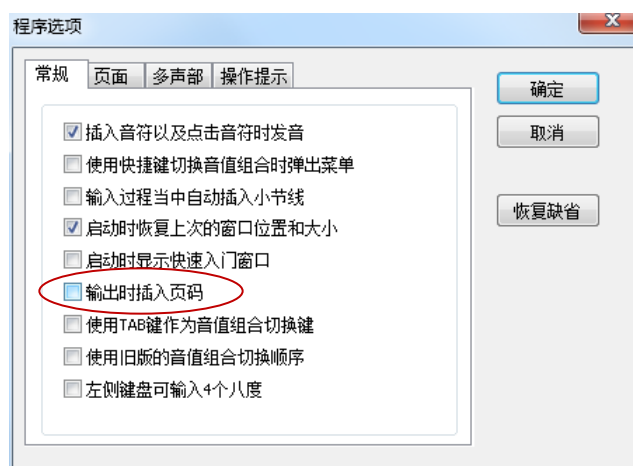 程序选项
常规 页面 多声部 操作提示
确定
取消
恢复缺省
插入音符以及点击音符时发音
使用快捷键切换音值组合时弹出菜单
输入过程当中自动插入小节线
启动时恢复上次的窗口位置和大小
启动时显示快速入门窗口
输出时插入页码
使用TAB键作为音值组合切换键
使用旧版的音值组合切换顺序
左侧键盘可输入4个八度